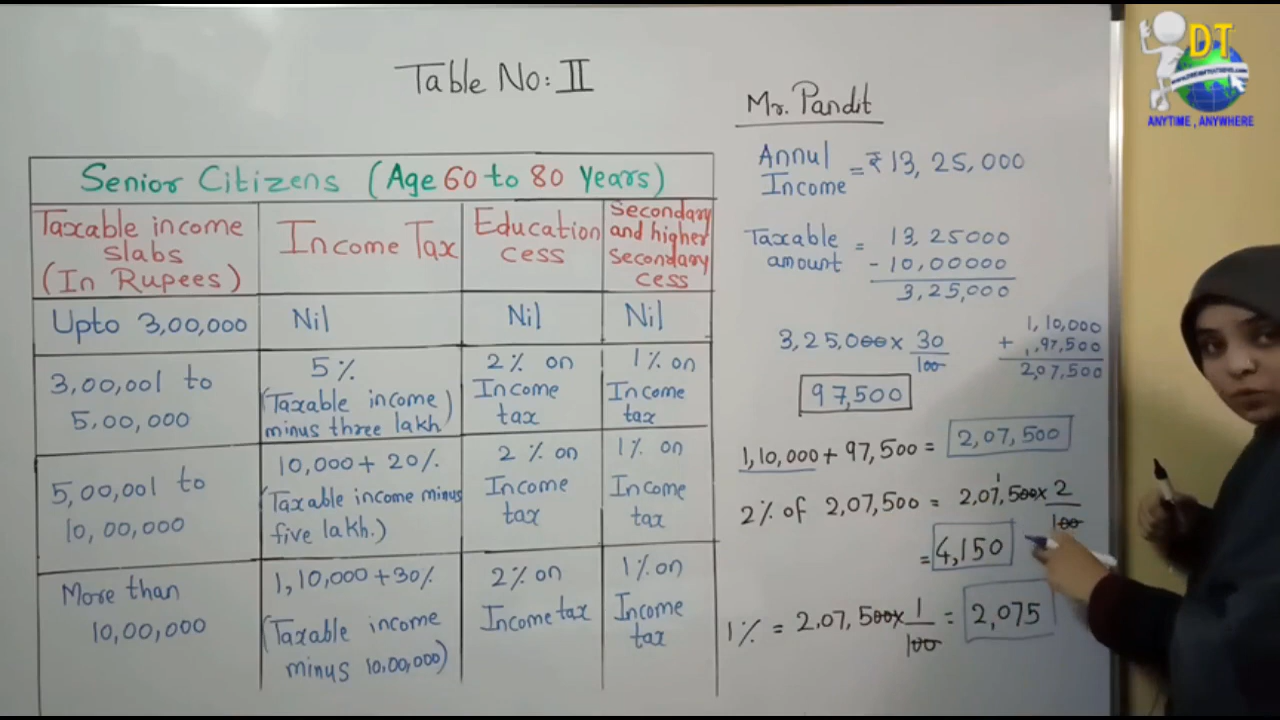 Table No: II
Senior Citizens (Age 60 to 80 Years)
Taxable income
slabs
(In Rupees)
Income Tax
Education
cess
Secondary
and higher
secondary
cess
Upto 3,00,000
Nil
Nil
Nil
3,00,001 to
5,00,000
5%
(Taxable income)
minus three lakh
2% on
Income
tax
1% on
Income
tax
5,00,001 to
10,00,000
10,000 + 20%
(Taxable income minus
five lakh.)
2% on
Income
tax
1% on
Income
tax
More than
10,00,000
1,10,000 + 30%
(Taxable income
minus 10,00,000)
2% on
Income tax
1% on
Income
tax
Mr. Pandit
Annul
Income = ₹ 13,25,000
Taxable
amount = 13,25000
- 10,00000
3,25,000
3,25,000 x 30
100
97,500
1,10,000
+ 97,500
2,07,500
1,10,000 + 97,500 = 2,07,500
2% of 2,07,500 = 2,07,500 x 2
100
= 4,150
1% = 2,07,500 x 1 = 2,075
100
DT
ANYTIME, ANYWHERE